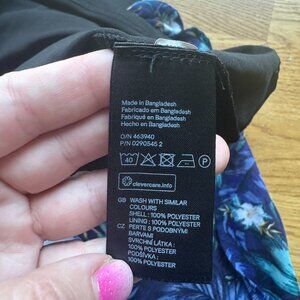 Made in Bangladesh
Fabricado em Bangladesh
Fabriqué en Bangladesh
Hecho en Bangladesh
O/N 463940
P/N 0290546 2
40
P
clevercare.info
GB WASH WITH SIMILAR
COLOURS
SHELL : 100% POLYESTER
LINING : 100% POLYESTER
CZ PERTE S PODOBNÝMI
BARVAMI
SVRCHNÍ LÁTKA :
100% POLYESTER
PODŠÍVKA :
100% POLYESTER